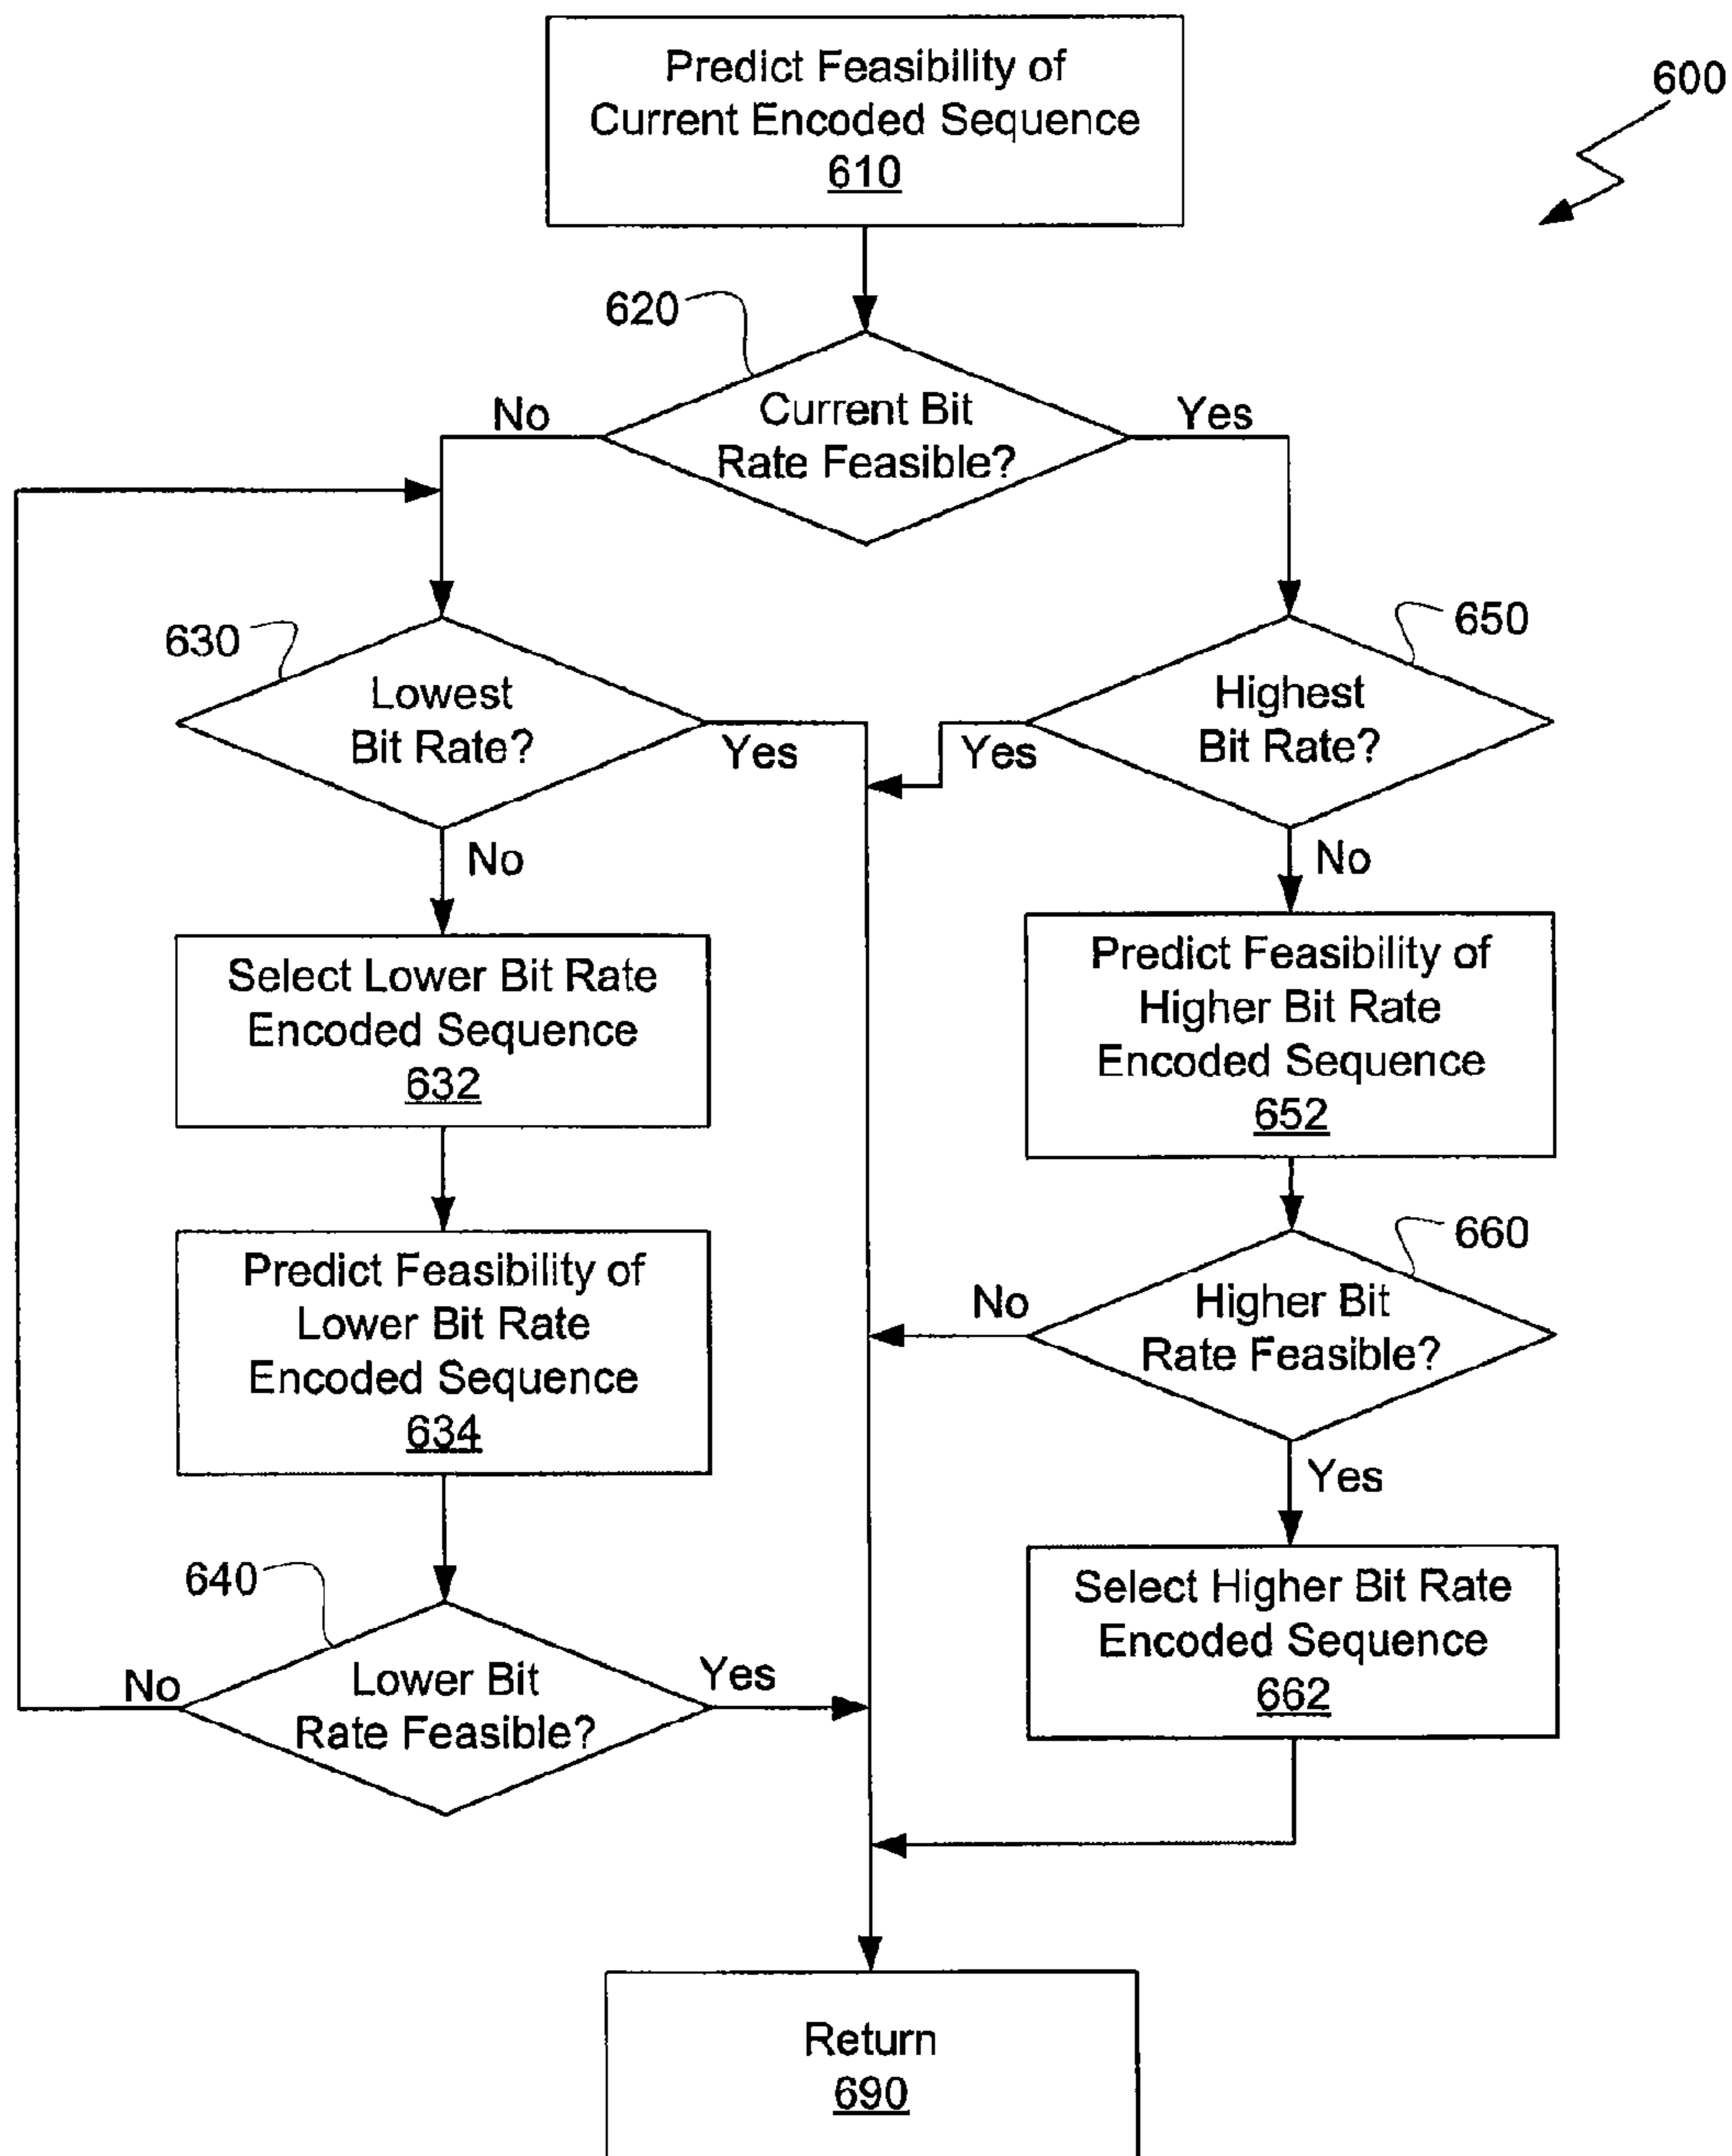 Predict Feasibility of
Current Encoded Sequence
610
600
620
Current Bit
Rate Feasible?
No
Yes
630
Lowest
Bit Rate?
Yes
No
650
Highest
Bit Rate?
Yes
No
Select Lower Bit Rate
Encoded Sequence
632
Predict Feasibility of
Higher Bit Rate
Encoded Sequence
652
Predict Feasibility of
Lower Bit Rate
Encoded Sequence
634
660
Higher Bit
Rate Feasible?
No
Yes
640
Lower Bit
Rate Feasible?
No
Yes
Select Higher Bit Rate
Encoded Sequence
662
Return
690